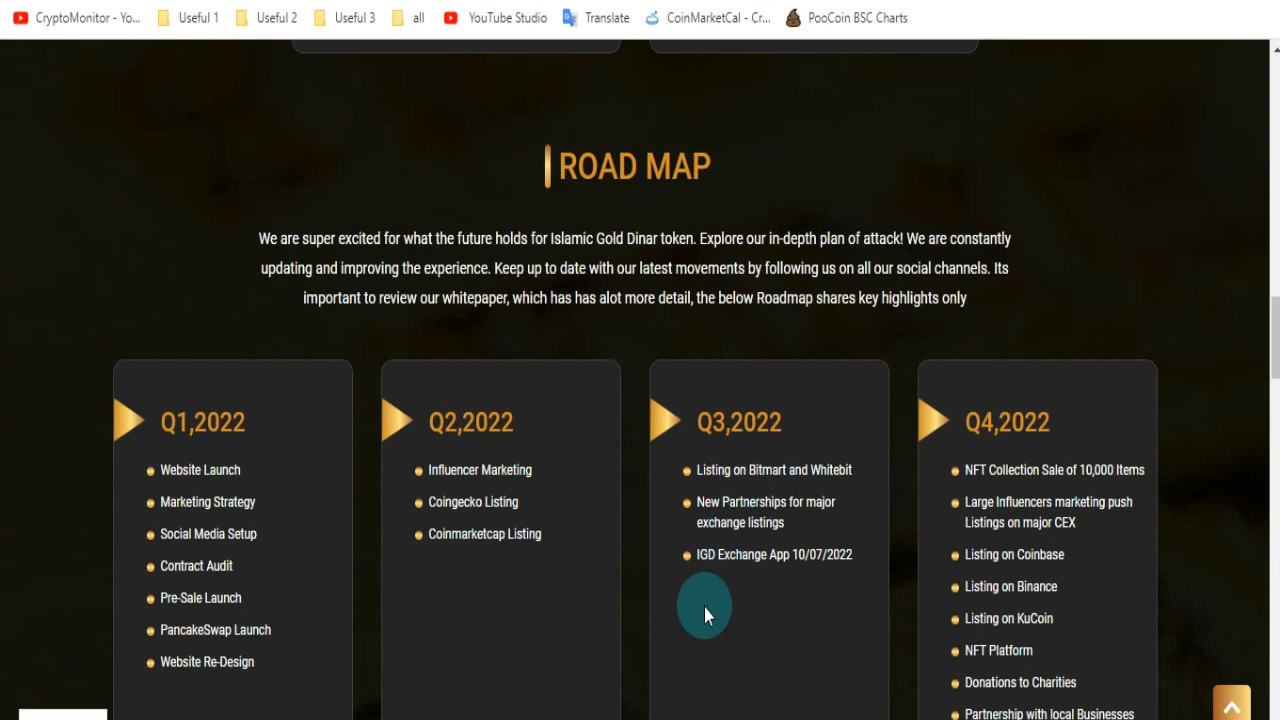 CryptoMonitor - Yo...
Useful 1
Useful 2
Useful 3
all
YouTube Studio
Translate
CoinMarketCal - Cr...
PooCoin BSC Charts
ROAD MAP
We are super excited for what the future holds for Islamic Gold Dinar token. Explore our in-depth plan of attack! We are constantly
updating and improving the experience. Keep up to date with our latest movements by following us on all our social channels. Its
important to review our whitepaper, which has has alot more detail, the below Roadmap shares key highlights only
Q1,2022
Website Launch
Marketing Strategy
Social Media Setup
Contract Audit
Pre-Sale Launch
PancakeSwap Launch
Website Re-Design
Q2,2022
Influencer Marketing
Coingecko Listing
Coinmarketcap Listing
Q3,2022
Listing on Bitmart and Whitebit
New Partnerships for major
exchange listings
IGD Exchange App 10/07/2022
Q4,2022
NFT Collection Sale of 10,000 Items
Large Influencers marketing push
Listings on major CEX
Listing on Coinbase
Listing on Binance
Listing on KuCoin
NFT Platform
Donations to Charities
Partnership with local Businesses